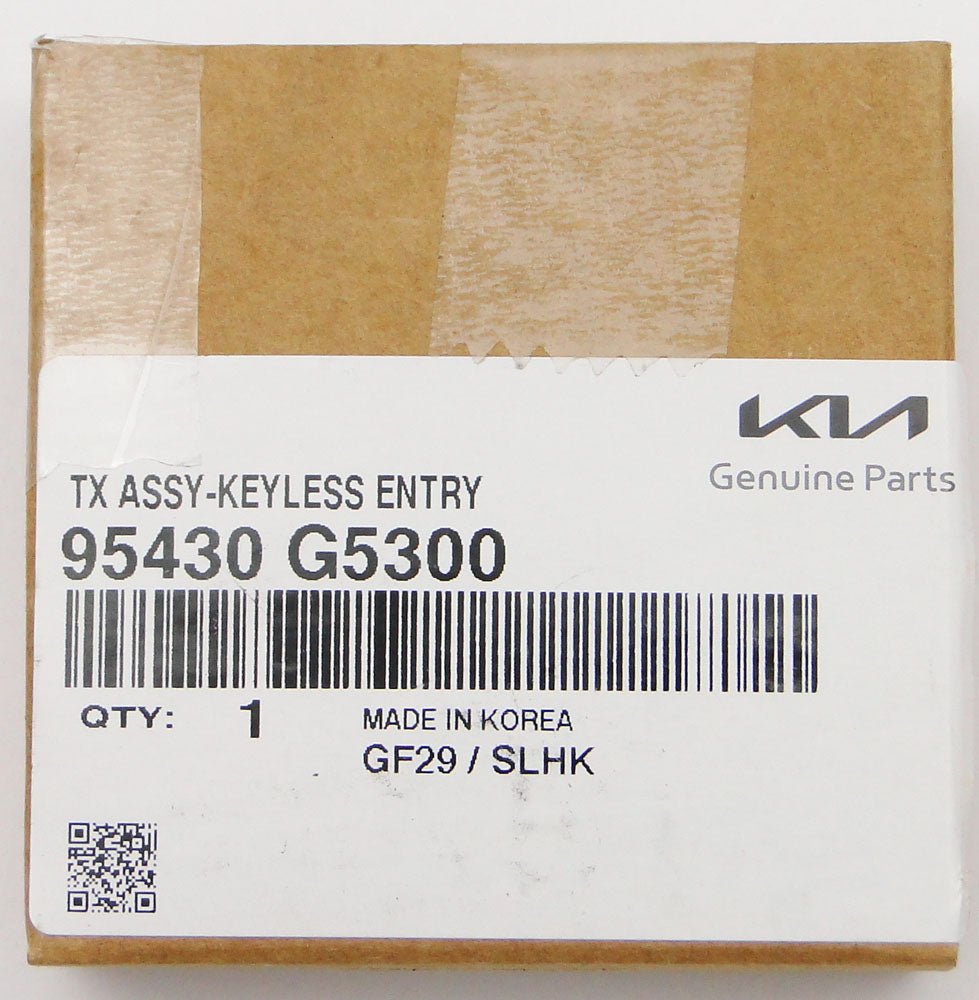 KIA
Genuine Parts
TX ASSY-KEYLESS ENTRY
95430 G5300
QTY: 1 MADE IN KOREA
GF29 / SLHK